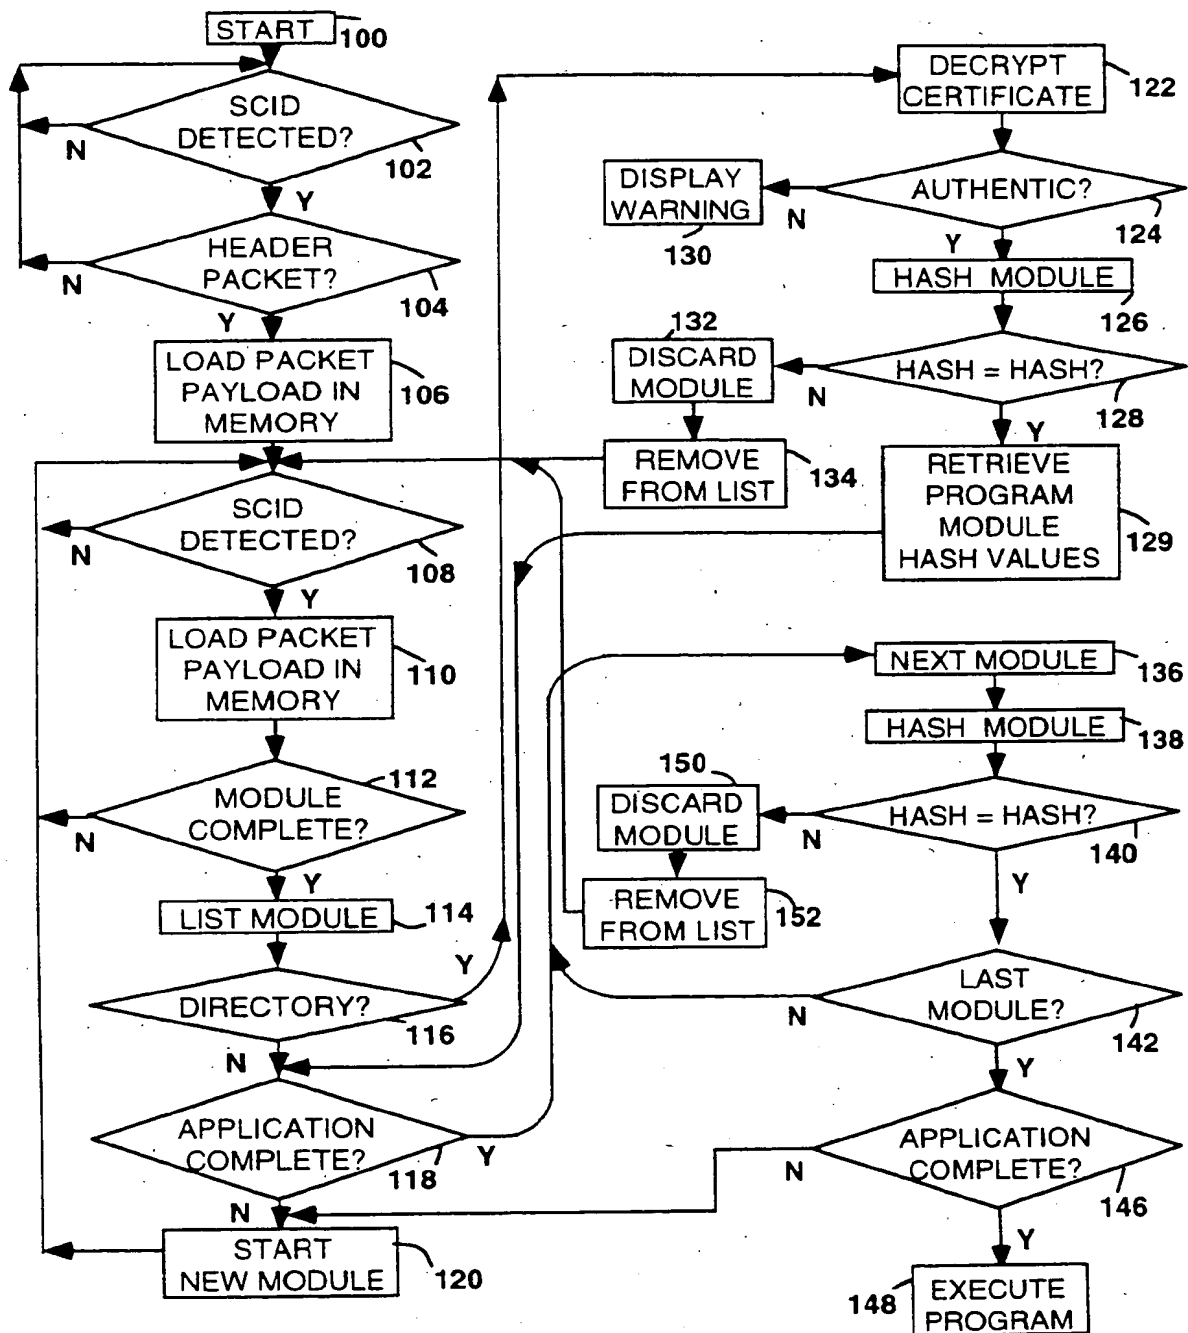 START
100
SCID
DETECTED?
102
N
Y
HEADER
PACKET?
104
N
Y
LOAD PACKET
PAYLOAD IN
MEMORY
106
SCID
DETECTED?
108
N
Y
LOAD PACKET
PAYLOAD IN
MEMORY
110
112
MODULE
COMPLETE?
N
Y
LIST MODULE
114
DIRECTORY?
116
Y
N
APPLICATION
COMPLETE?
118
Y
N
START
NEW MODULE
120
DECRYPT
CERTIFICATE
122
AUTHENTIC?
124
N
DISPLAY
WARNING
130
Y
HASH MODULE
126
HASH = HASH?
128
N
132
DISCARD
MODULE
REMOVE
FROM LIST
134
Y
RETRIEVE
PROGRAM
MODULE
HASH VALUES
129
NEXT MODULE
136
HASH MODULE
138
HASH = HASH?
140
N
150
DISCARD
MODULE
REMOVE
FROM LIST
152
Y
LAST
MODULE?
142
N
Y
APPLICATION
COMPLETE?
146
N
Y
148
EXECUTE
PROGRAM